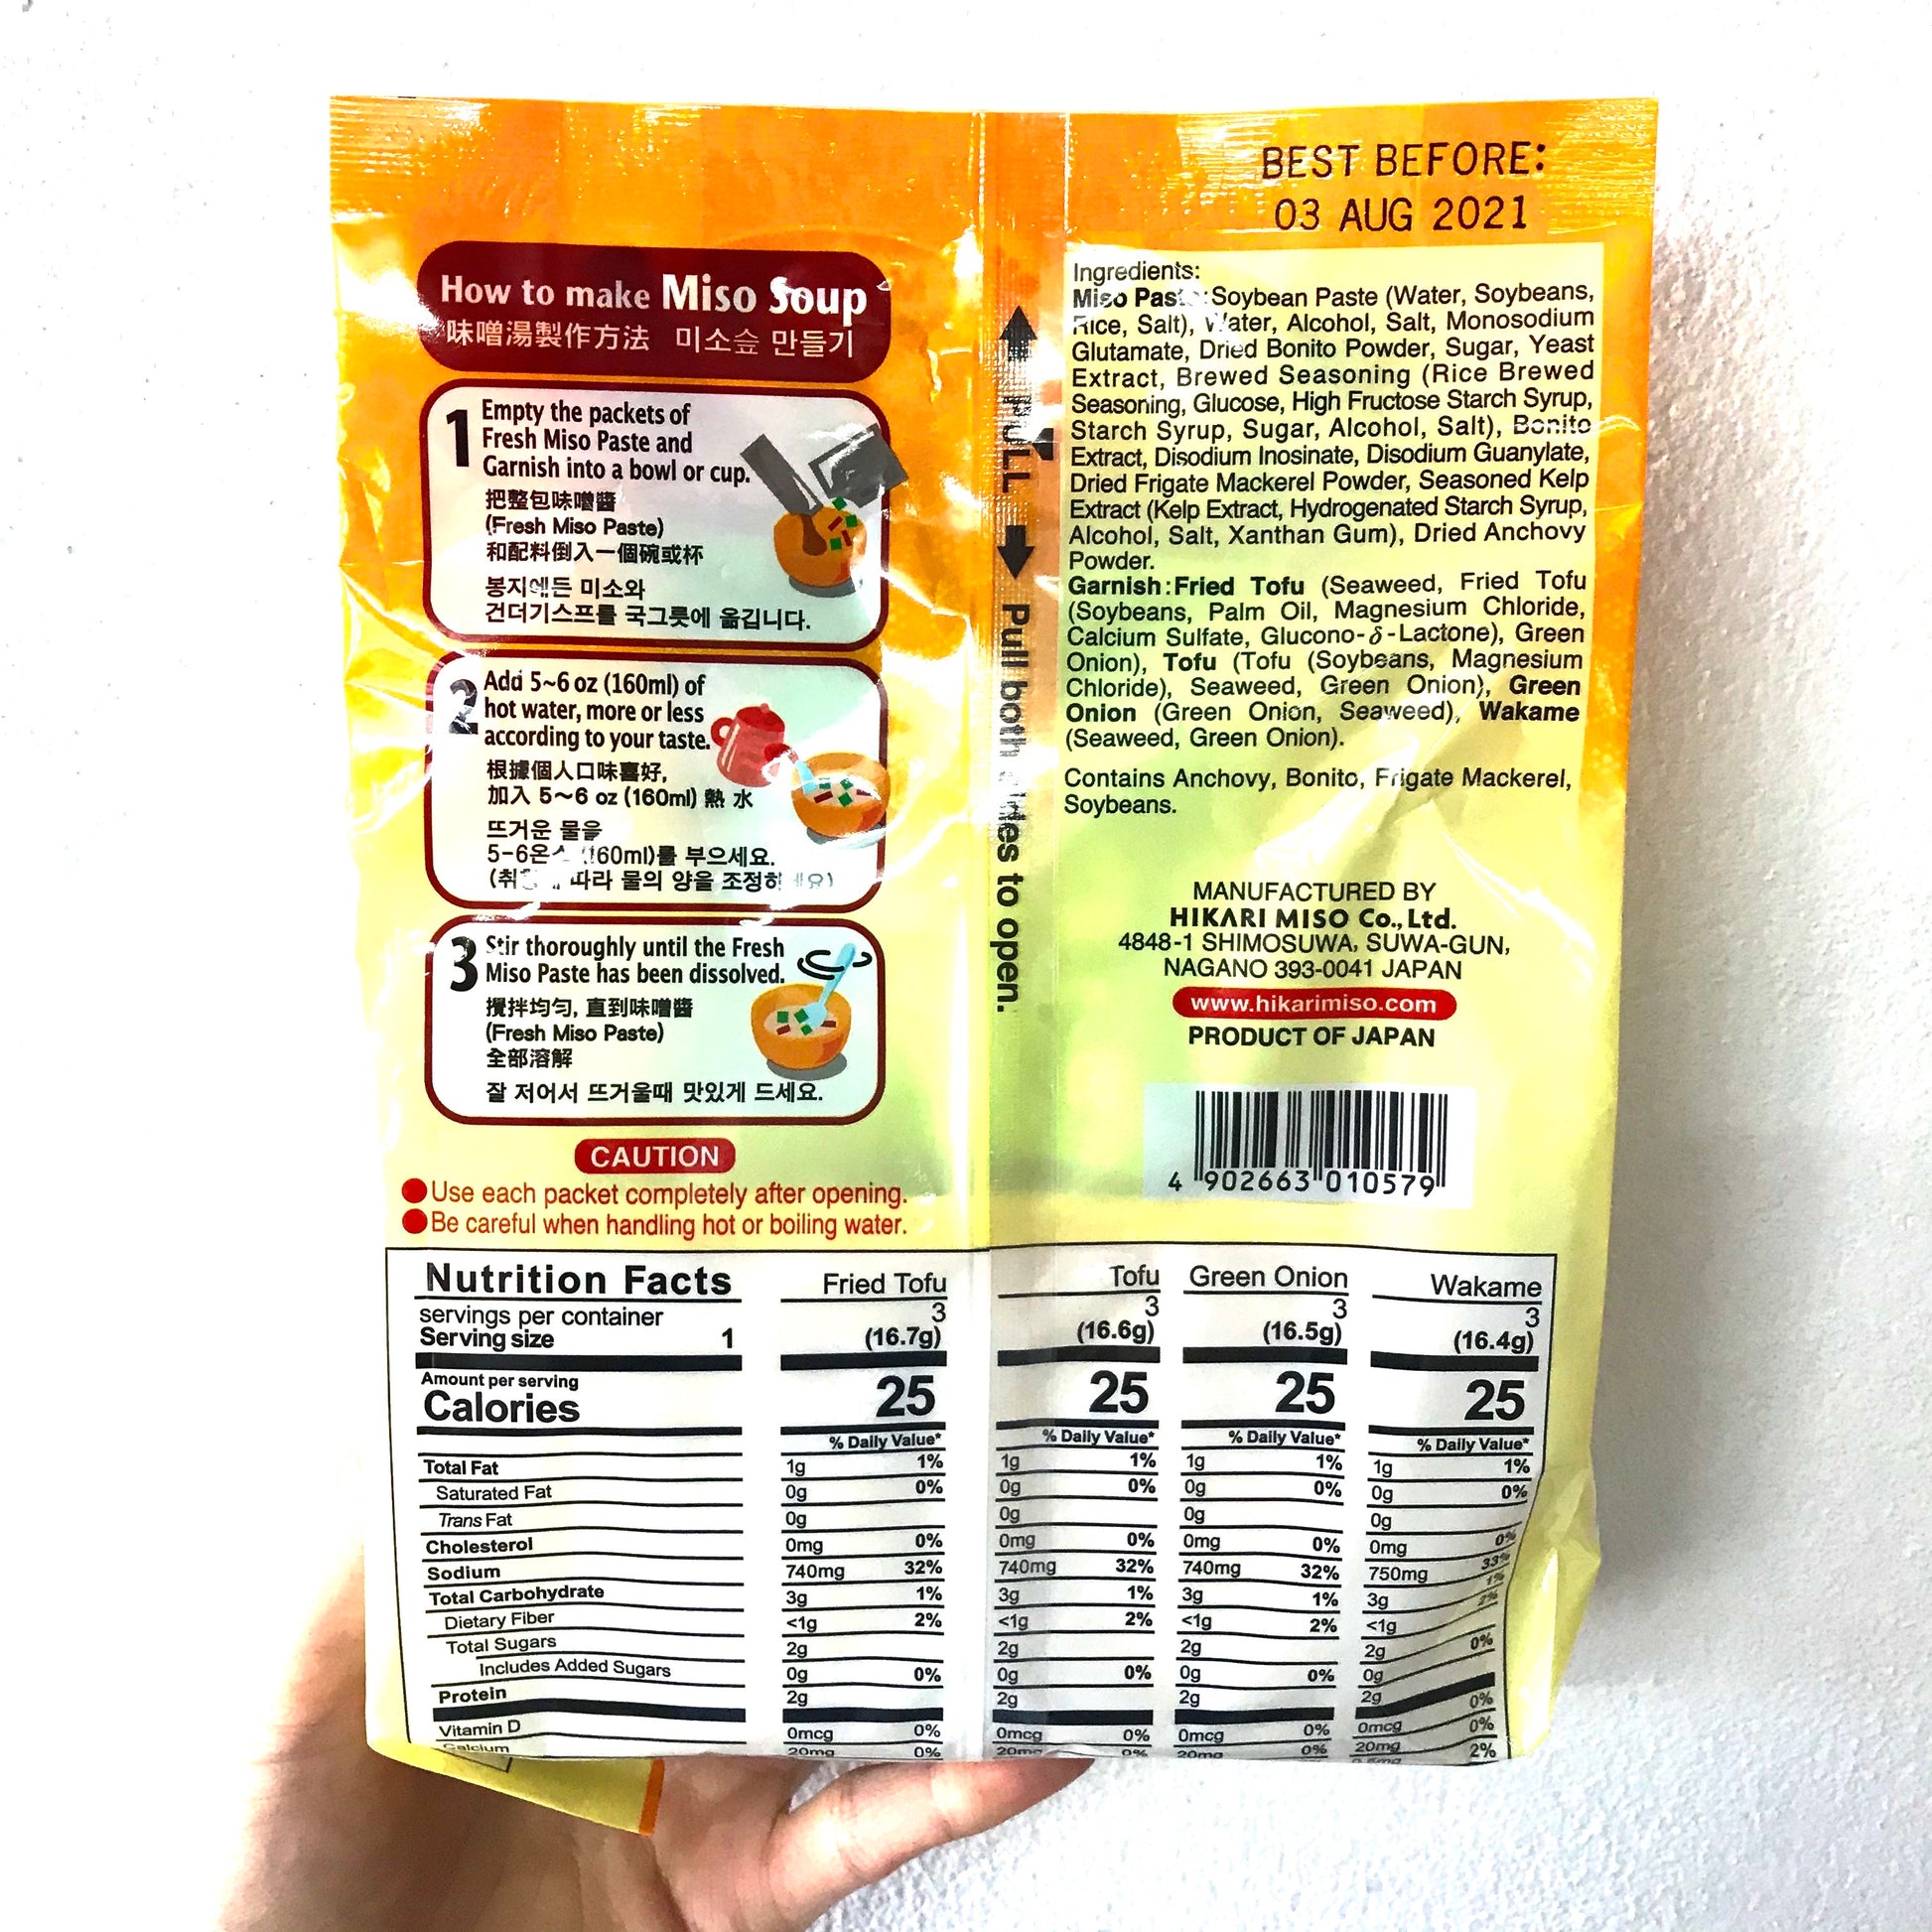 BEST BEFORE:
03 AUG 2021
How to make Miso Soup
味噌湯製作方法 미소숲 만들기
1 Empty the packets of
Fresh Miso Paste and
Garnish into a bowl or cup.
把整包味噌醬
(Fresh Miso Paste)
和配料倒入一個碗或杯
봉지에든 미소와
건더기스프를 국그릇에 옮깁니다.
2 Add 5~6 oz (160ml) of
hot water, more or less
according to your taste.
根據個人口味喜好,
加入 5~6 oz (160ml) 熱 水
뜨거운 물을
5-6온스 (160ml)를 부으세요.
따라 물의 양을
3 Stir thoroughly until the Fresh
Miso Paste has been dissolved.
攪拌均勻, 直到味噌醬
(Fresh Miso Paste)
全部溶解
잘 저어서 뜨거울때 맛있게 드세요.
CAUTION
Use each packet completely after opening.
Be careful when handling hot or boiling water.
PULL Pull both sides to open.
Ingredients:
Miso Paste:Soybean Paste (Water, Soybeans,
Rice, Salt), Water, Alcohol, Salt, Monosodium
Glutamate, Dried Bonito Powder, Sugar, Yeast
Extract, Brewed Seasoning (Rice Brewed
Seasoning, Glucose, High Fructose Starch Syrup,
Starch Syrup, Sugar, Alcohol, Salt), Bonito
Extract, Disodium Inosinate, Disodium Guanylate,
Dried Frigate Mackerel Powder, Seasoned Kelp
Extract (Kelp Extract, Hydrogenated Starch Syrup,
Alcohol, Salt, Xanthan Gum), Dried Anchovy
Powder.
Garnish:Fried Tofu (Seaweed, Fried Tofu
(Soybeans, Palm Oil, Magnesium Chloride,
Calcium Sulfate, Glucono-δ-Lactone), Green
Onion), Tofu (Tofu (Soybeans, Magnesium
Chloride), Seaweed, Green Onion), Green
Onion (Green Onion, Seaweed), Wakame
(Seaweed, Green Onion).
Contains Anchovy, Bonito, Frigate Mackerel,
Soybeans.
MANUFACTURED BY
HIKARI MISO Co., Ltd.
4848-1 SHIMOSUWA, SUWA-GUN,
NAGANO 393-0041 JAPAN
www.hikarimiso.com
PRODUCT OF JAPAN
4 902663 010579
Nutrition Facts Fried Tofu Tofu Green Onion Wakame
servings per container 3 3 3 3
Serving size 1 (16.7g) (16.6g) (16.5g) (16.4g)
Amount per serving
Calories 25 25 25 25
% Daily Value* % Daily Value* % Daily Value* % Daily Value*
Total Fat 1g 1% 1g 1% 1g 1% 1g 1%
Saturated Fat 0g 0% 0g 0% 0g 0% 0g 0%
Trans Fat 0g 0g 0g 0g
Cholesterol 0mg 0% 0mg 0% 0mg 0% 0mg 0%
Sodium 740mg 32% 740mg 32% 740mg 32% 750mg 33%
Total Carbohydrate 3g 1% 3g 1% 3g 1% 3g 1%
Dietary Fiber <1g 2% <1g 2% <1g 2% <1g 2%
Total Sugars 2g 2g 2g 2g
Includes Added Sugars 0g 0% 0g 0% 0g 0% 0g 0%
Protein 2g 2g 2g 2g
Vitamin D 0mcg 0% 0mcg 0% 0mcg 0% 0mcg 0%
Calcium 20mg 0% 20mg 0% 20mg 0% 20mg 0%
2%